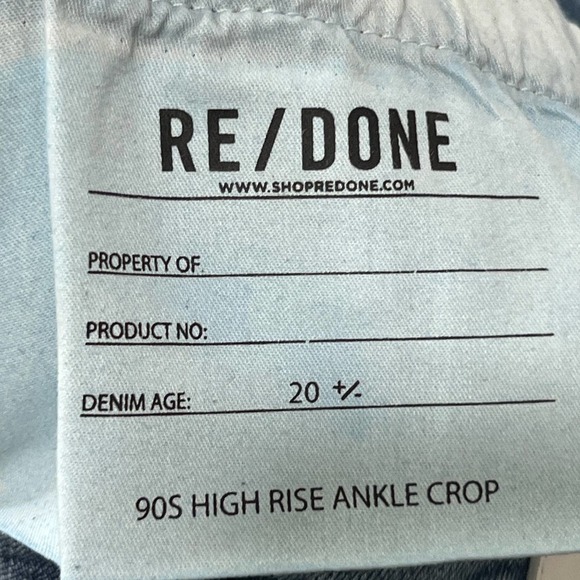 RE/DONE
WWW.SHOPREDONE.COM
PROPERTY OF
PRODUCT NO:
DENIM AGE: 20 +/-
90S HIGH RISE ANKLE CROP